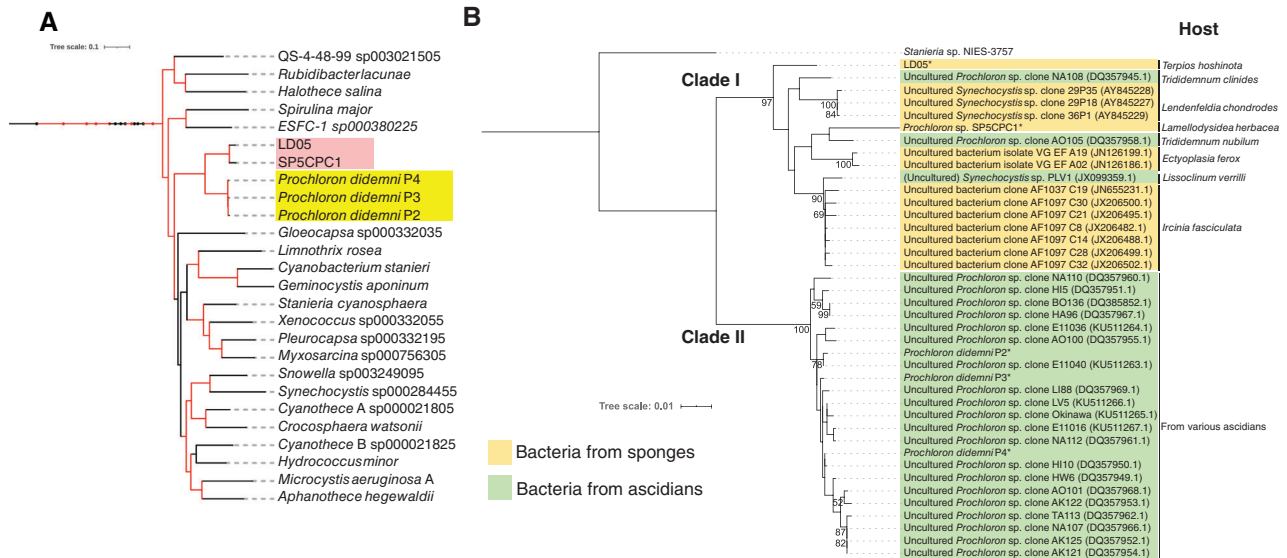 A
Tree scale: 0.1
QS-4-48-99 sp003021505
Rubidibacter lacunae
Halothece salina
Spirulina major
ESFC-1 sp000380225
LD05
SP5CPC1
Prochloron didemni P4
Prochloron didemni P3
Prochloron didemni P2
Gloeocapsa sp000332035
Limnothrix rosea
Cyanobacterium stanieri
Geminocystis aponinum
Stanieria cyanosphaera
Xenococcus sp000332055
Pleurocapsa sp000332195
Myxosarcina sp000756305
Snowella sp003249095
Synechocystis sp000284455
Cyanothece A sp000021805
Crocosphaera watsonii
Cyanothece B sp000021825
Hydrococcus minor
Microcystis aeruginosa A
Aphanothece hegewaldii
B
Host
Clade I
Clade II
97
100
84
100
90
69
59
99
100
78
52
87
82
Tree scale: 0.01
Stanieria sp. NIES-3757
LD05*
Uncultured Prochloron sp. clone NA108 (DQ357945.1)
Uncultured Synechocystis sp. clone 29P35 (AY845228)
Uncultured Synechocystis sp. clone 29P18 (AY845227)
Uncultured Synechocystis sp. clone 36P1 (AY845229)
Prochloron sp. SP5CPC1*
Uncultured Prochloron sp. clone AO105 (DQ357958.1)
Uncultured bacterium isolate VG EF A19 (JN126199.1)
Uncultured bacterium isolate VG EF A02 (JN126186.1)
(Uncultured) Synechocystis sp. PLV1 (JX099359.1)
Uncultured bacterium clone AF1037 C19 (JN655231.1)
Uncultured bacterium clone AF1097 C30 (JX206500.1)
Uncultured bacterium clone AF1097 C21 (JX206495.1)
Uncultured bacterium clone AF1097 C8 (JX206482.1)
Uncultured bacterium clone AF1097 C14 (JX206488.1)
Uncultured bacterium clone AF1097 C28 (JX206499.1)
Uncultured bacterium clone AF1097 C32 (JX206502.1)
Uncultured Prochloron sp. clone NA110 (DQ357960.1)
Uncultured Prochloron sp. clone HI5 (DQ357951.1)
Uncultured Prochloron sp. clone BO136 (DQ385852.1)
Uncultured Prochloron sp. clone HA96 (DQ357967.1)
Uncultured Prochloron sp. clone E11036 (KU511264.1)
Uncultured Prochloron sp. clone AO100 (DQ357955.1)
Prochloron didemni P2*
Uncultured Prochloron sp. clone E11040 (KU511263.1)
Prochloron didemni P3*
Uncultured Prochloron sp. clone LI88 (DQ357969.1)
Uncultured Prochloron sp. clone LV5 (KU511266.1)
Uncultured Prochloron sp. clone Okinawa (KU511265.1)
Uncultured Prochloron sp. clone E11016 (KU511267.1)
Uncultured Prochloron sp. clone NA112 (DQ357961.1)
Prochloron didemni P4*
Uncultured Prochloron sp. clone HI10 (DQ357950.1)
Uncultured Prochloron sp. clone HW6 (DQ357949.1)
Uncultured Prochloron sp. clone AO101 (DQ357968.1)
Uncultured Prochloron sp. clone AK122 (DQ357953.1)
Uncultured Prochloron sp. clone TA113 (DQ357962.1)
Uncultured Prochloron sp. clone NA107 (DQ357966.1)
Uncultured Prochloron sp. clone AK125 (DQ357952.1)
Uncultured Prochloron sp. clone AK121 (DQ357954.1)
Terpios hoshinota
Trididemnum clinides
Lendenfeldia chondrodes
Lamellodysidea herbacea
Trididemnum nubilum
Ectyoplasia ferox
Lissoclinum verrilli
Ircinia fasciculata
From various ascidians
Bacteria from sponges
Bacteria from ascidians